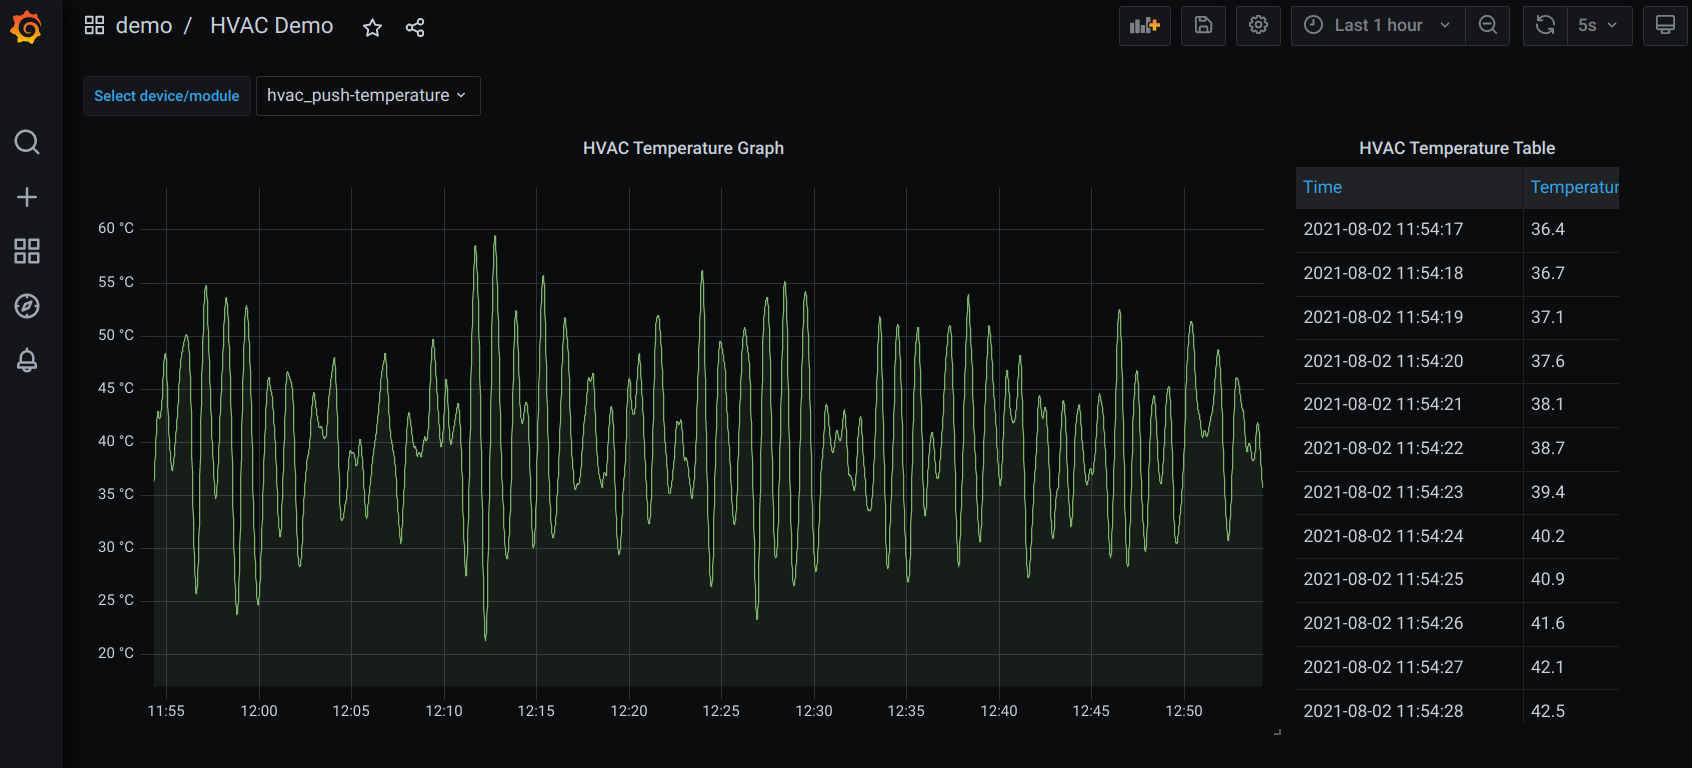 demo / HVAC Demo
Last 1 hour
5s
Select device/module
hvac_push-temperature
HVAC Temperature Graph
60 °C
55 °C
50 °C
45 °C
40 °C
35 °C
30 °C
25 °C
20 °C
11:55 12:00 12:05 12:10 12:15 12:20 12:25 12:30 12:35 12:40 12:45 12:50
HVAC Temperature Table
Time Temperatur
2021-08-02 11:54:17 36.4
2021-08-02 11:54:18 36.7
2021-08-02 11:54:19 37.1
2021-08-02 11:54:20 37.6
2021-08-02 11:54:21 38.1
2021-08-02 11:54:22 38.7
2021-08-02 11:54:23 39.4
2021-08-02 11:54:24 40.2
2021-08-02 11:54:25 40.9
2021-08-02 11:54:26 41.6
2021-08-02 11:54:27 42.1
2021-08-02 11:54:28 42.5